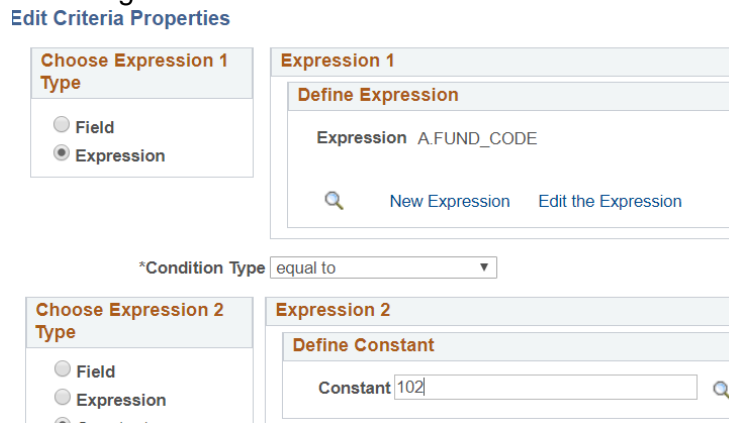 Edit Criteria Properties
Choose Expression 1 Type
Expression 1
Define Expression
Field
Expression
Expression A.FUND_CODE
New Expression Edit the Expression
*Condition Type equal to
Choose Expression 2 Type
Expression 2
Define Constant
Field
Expression
Constant 102